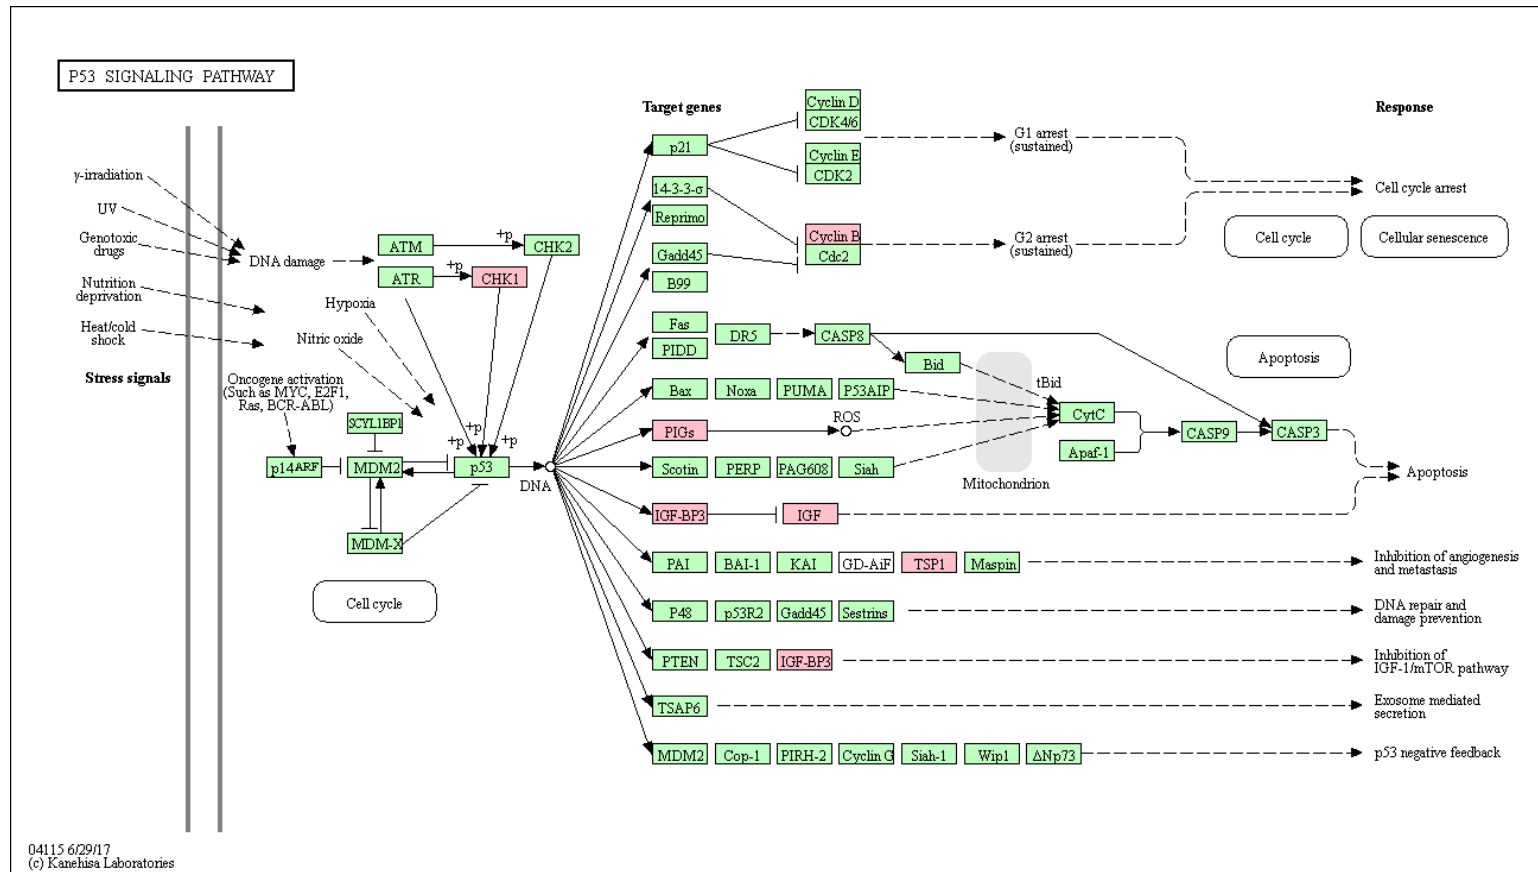 P53 SIGNALING PATHWAY
Target genes
Response
γ-irradiation
UV
Genotoxic
drugs
Nutrition
deprivation
Heat/cold
shock
Stress signals
DNA damage
ATM
+p
CHK2
ATR
+p
CHK1
Hypoxia
Nitric oxide
Oncogene activation
(Such as MYC, E2F1,
Ras, BCR-ABL)
SCYL1BP1
+p
+p
+p
p14ARF
MDM2
p53
DNA
MDM-X
Cell cycle
p21
Cyclin D
CDK4/6
Cyclin E
CDK2
G1 arrest
(sustained)
14-3-3-σ
Reprimo
Gadd45
B99
Cyclin B
Cdc2
G2 arrest
(sustained)
Cell cycle arrest
Cell cycle
Cellular senescence
Fas
PIDD
DR5
CASP8
Bid
tBid
Apoptosis
Bax
Noxa
PUMA
P53AIP
CytC
PIGs
ROS
CASP9
CASP3
Apaf-1
Scotin
PERP
PAG608
Siah
Mitochondrion
Apoptosis
IGF-BP3
IGF
PAI
BAI-1
KAI
GD-AiF
TSP1
Maspin
Inhibition of angiogenesis
and metastasis
P48
p53R2
Gadd45
Sestrins
DNA repair and
damage prevention
PTEN
TSC2
IGF-BP3
Inhibition of
IGF-1/mTOR pathway
TSAP6
Exosome mediated
secretion
MDM2
Cop-1
PIRH-2
Cyclin G
Siah-1
Wip1
ΔNp73
p53 negative feedback
04115 6/29/17
(c) Kanehisa Laboratories